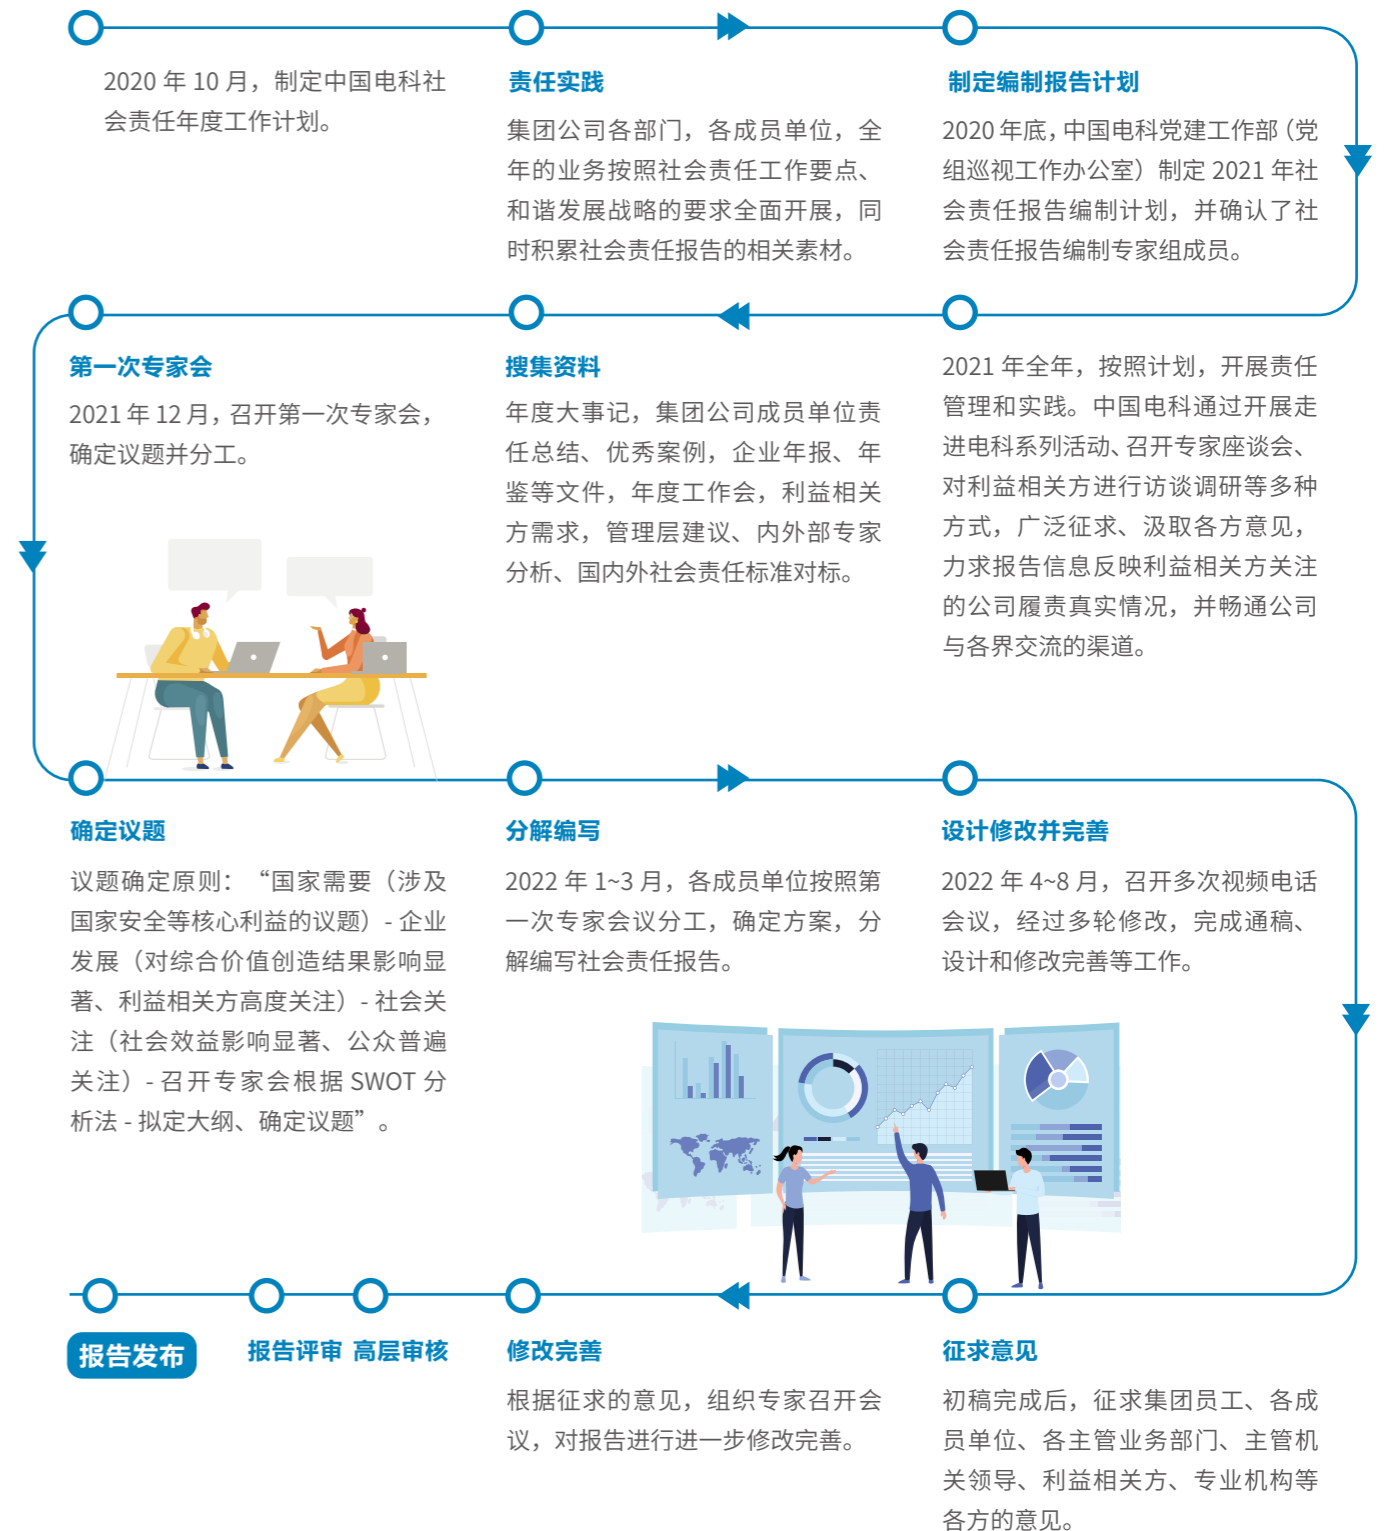 2020 年 10 月，制定中国电科社
会责任年度工作计划。
责任实践
集团公司各部门，各成员单位，全
年的业务按照社会责任工作要点、
和谐发展战略的要求全面开展，同
时积累社会责任报告的相关素材。
制定编制报告计划
2020 年底，中国电科党建工作部（党
组巡视工作办公室）制定 2021 年社
会责任报告编制计划，并确认了社
会责任报告编制专家组成员。
2021 年全年，按照计划，开展责任
管理和实践。中国电科通过开展走
进电科系列活动、召开专家座谈会、
对利益相关方进行访谈调研等多种
方式，广泛征求、汲取各方意见，
力求报告信息反映利益相关方关注
的公司履责真实情况，并畅通公司
与各界交流的渠道。
搜集资料
年度大事记，集团公司成员单位责
任总结、优秀案例，企业年报、年
鉴等文件，年度工作会，利益相关
方需求，管理层建议、内外部专家
分析、国内外社会责任标准对标。
第一次专家会
2021 年 12 月，召开第一次专家会，
确定议题并分工。
确定议题
议题确定原则：“国家需要（涉及
国家安全等核心利益的议题）- 企业
发展（对综合价值创造结果影响显
著、利益相关方高度关注）- 社会关
注（社会效益影响显著、公众普遍
关注）- 召开专家会根据 SWOT 分
析法 - 拟定大纲、确定议题”。
分解编写
2022 年 1~3 月，各成员单位按照第
一次专家会议分工，确定方案，分
解编写社会责任报告。
设计修改并完善
2022 年 4~8 月，召开多次视频电话
会议，经过多轮修改，完成通稿、
设计和修改完善等工作。
征求意见
初稿完成后，征求集团员工、各成
员单位、各主管业务部门、主管机
关领导、利益相关方、专业机构等
各方的意见。
修改完善
根据征求的意见，组织专家召开会
议，对报告进行进一步修改完善。
高层审核
报告评审
报告发布